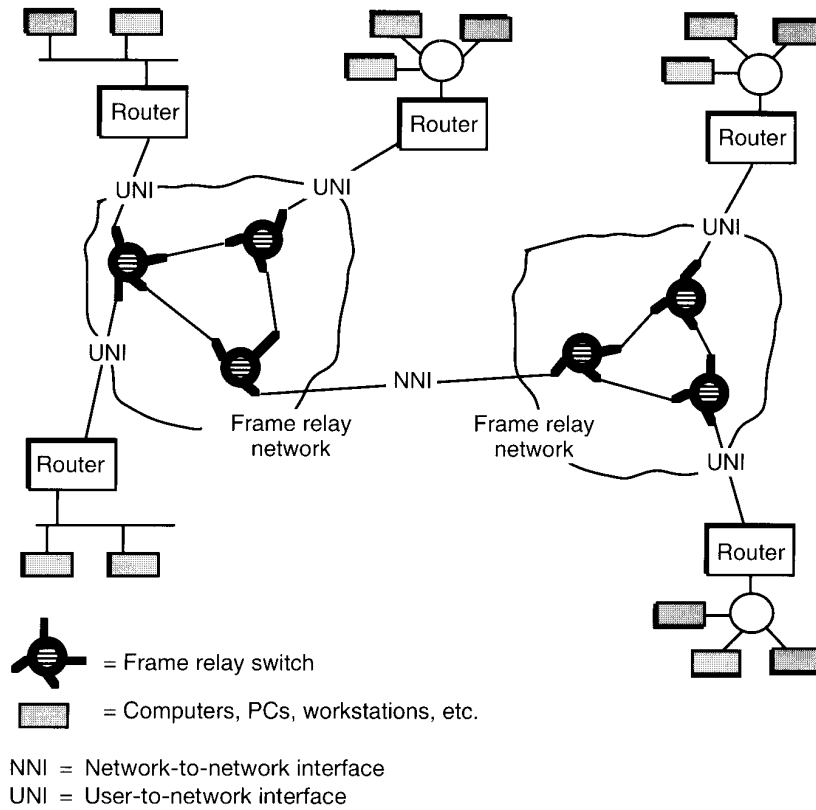 Router
Router
Router
UNI
UNI
UNI
UNI
NNI
Frame relay
network
Frame relay
network
Router
UNI
Router
= Frame relay switch
= Computers, PCs, workstations, etc.
NNI = Network-to-network interface
UNI = User-to-network interface